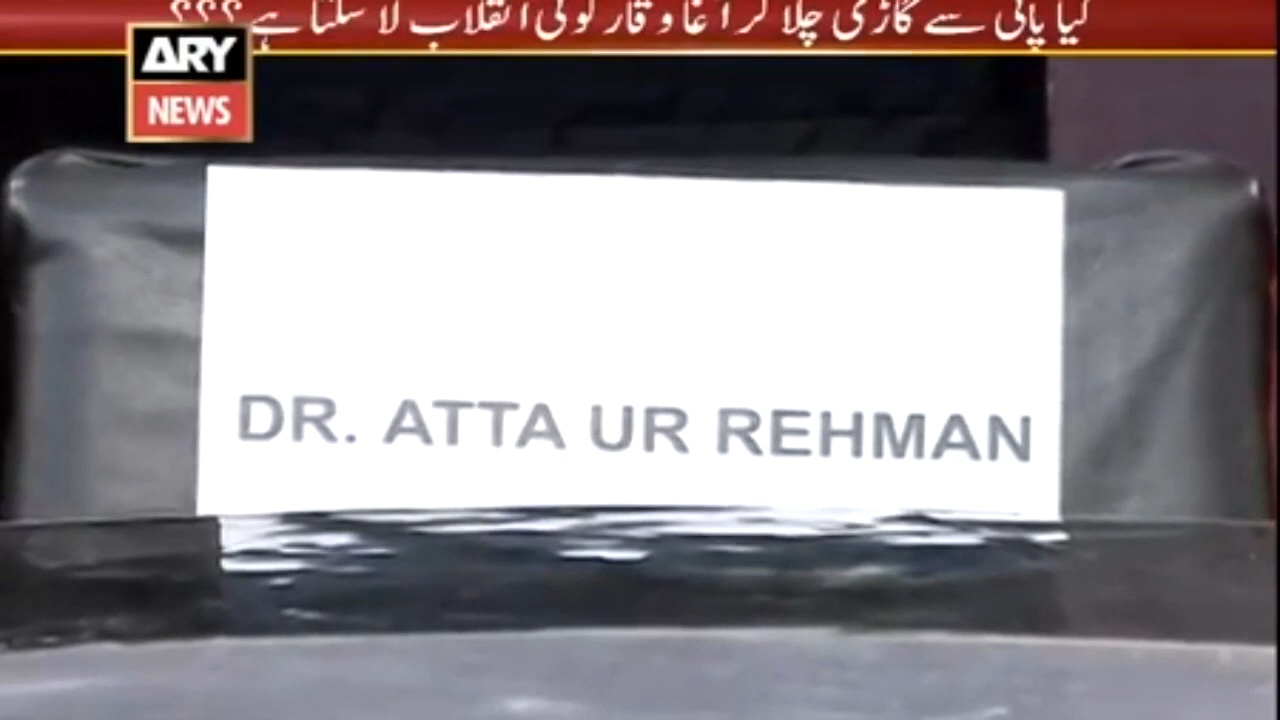 کیا پانی سے گاڑی چلا کر آغا وقار کوئی انقلاب لا سکتا ہے ؟؟؟
ARY
NEWS
DR. ATTA UR REHMAN